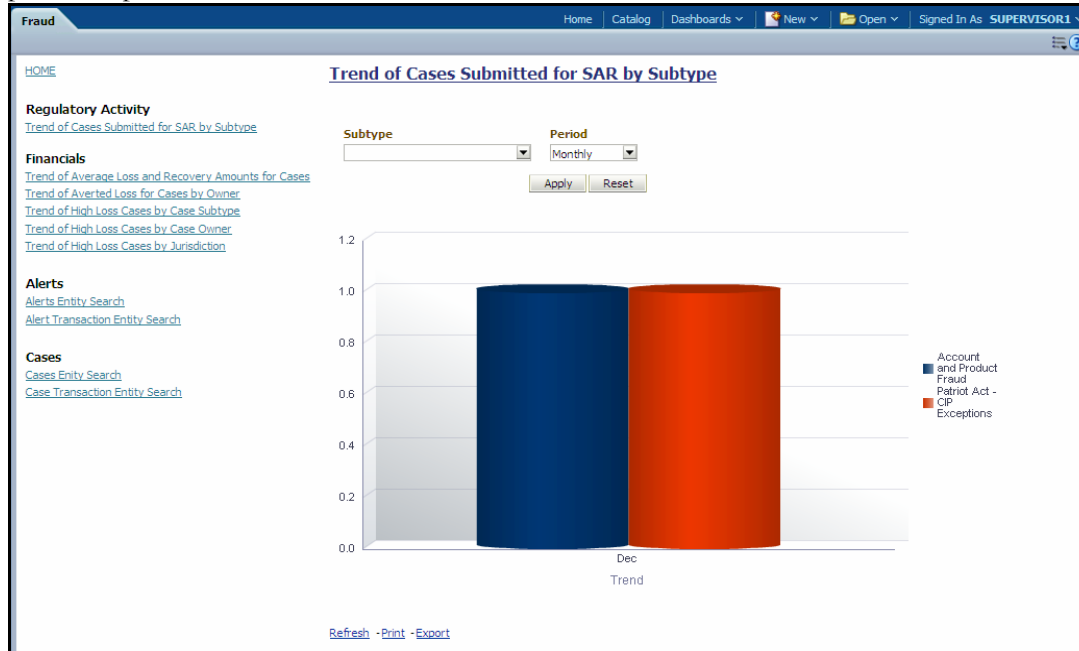 Fraud
Home Catalog Dashboards New Open Signed In As SUPERVISOR1
HOME
Trend of Cases Submitted for SAR by Subtype
Regulatory Activity
Trend of Cases Submitted for SAR by Subtype
Financials
Trend of Average Loss and Recovery Amounts for Cases
Trend of Averted Loss for Cases by Owner
Trend of High Loss Cases by Case Subtype
Trend of High Loss Cases by Case Owner
Trend of High Loss Cases by Jurisdiction
Alerts
Alerts Entity Search
Alert Transaction Entity Search
Cases
Cases Enity Search
Case Transaction Entity Search
Subtype Period
Monthly
Apply Reset
1.2
1.0
0.8
0.6
0.4
0.2
0.0
Dec
Trend
Account
and Product
Fraud
Patriot Act -
CIP
Exceptions
Refresh - Print - Export